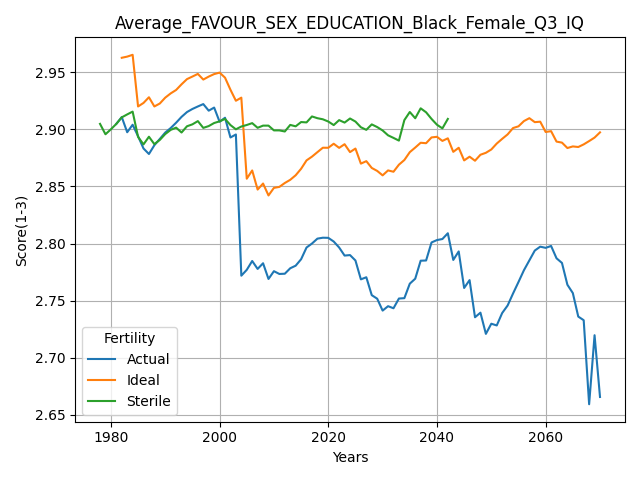 Average_FAVOUR_SEX_EDUCATION_Black_Female_Q3_IQ
Score(1-3)
2.95
2.90
2.85
2.80
2.75
2.70
2.65
Fertility
Actual
Ideal
Sterile
1980
2000
2020
2040
2060
Years